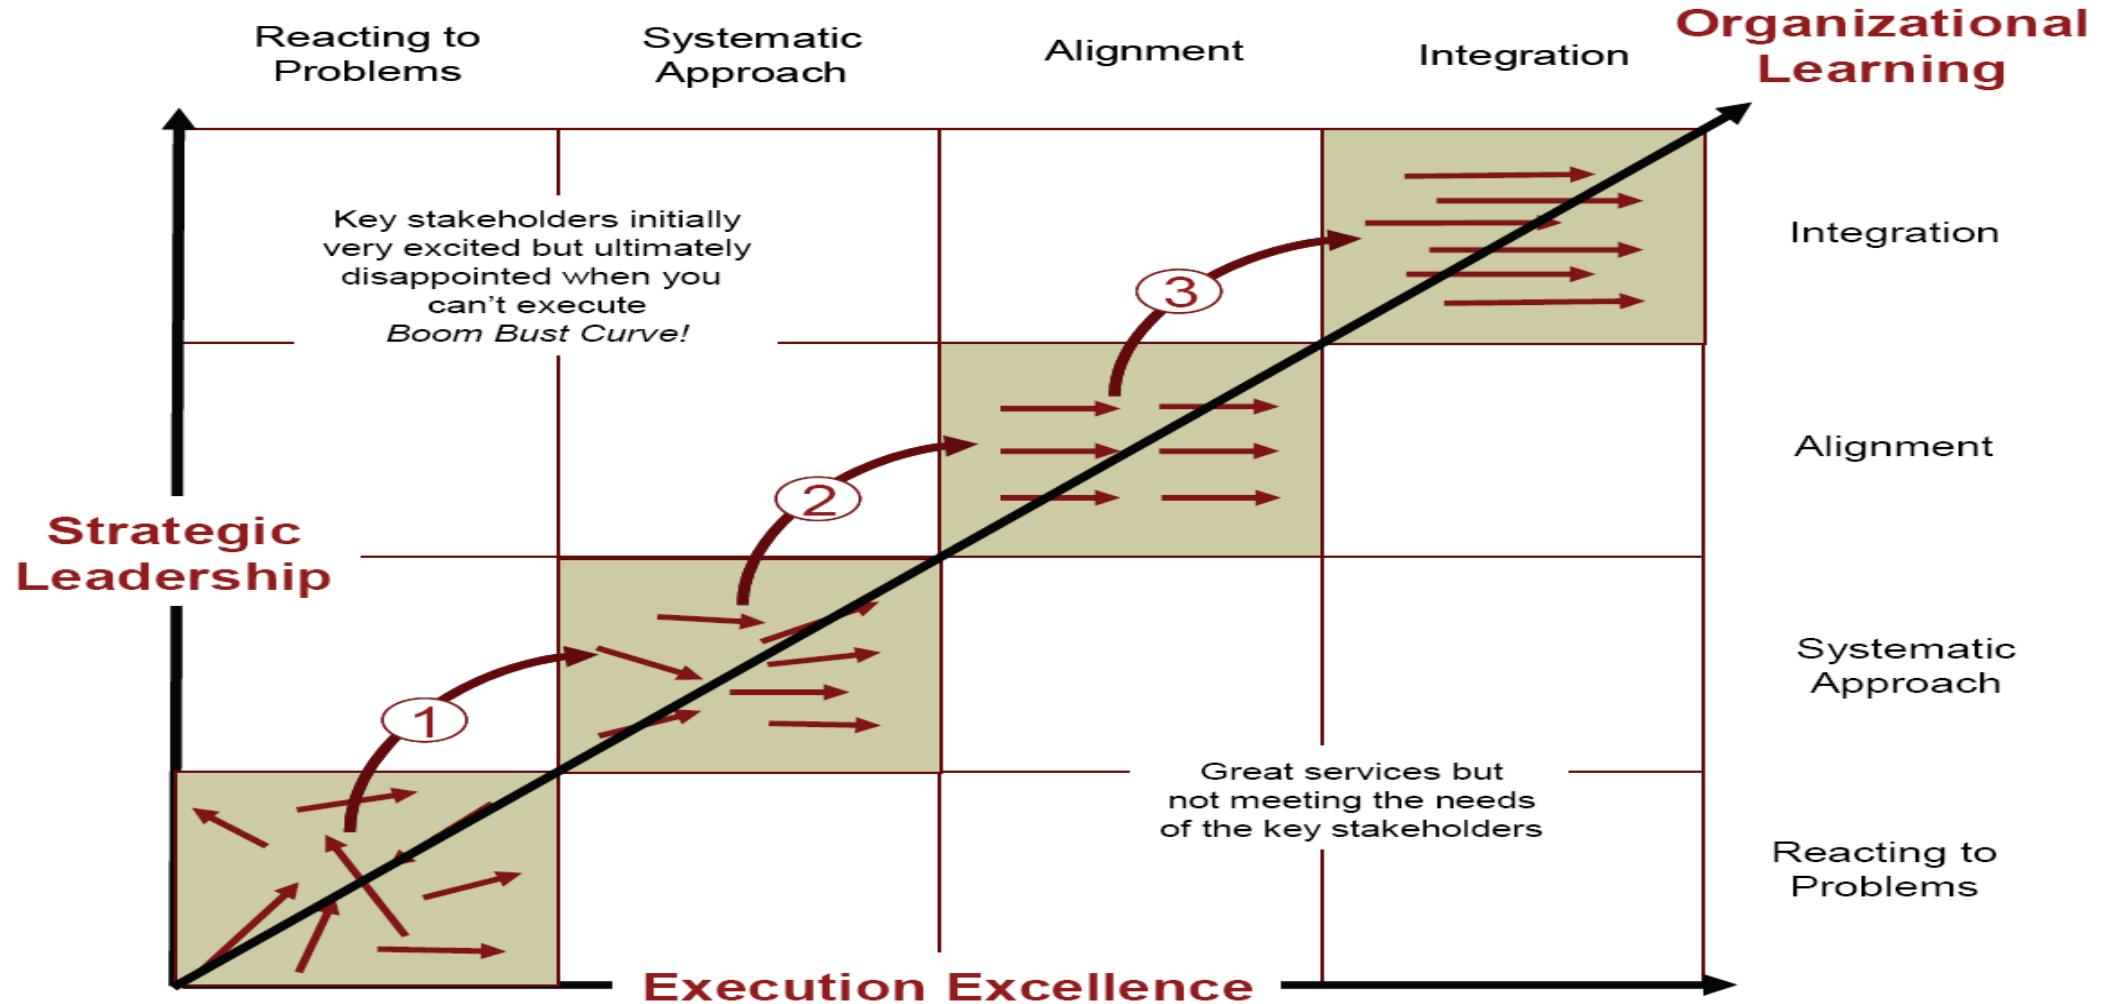 Reacting to
Problems
Systematic
Approach
Alignment
Integration
Organizational
Learning
Key stakeholders initially
very excited but ultimately
disappointed when you
can't execute
Boom Bust Curve!
3
Integration
2
Alignment
Strategic
Leadership
1
Systematic
Approach
Great services but
not meeting the needs
of the key stakeholders
Reacting to
Problems
Execution Excellence